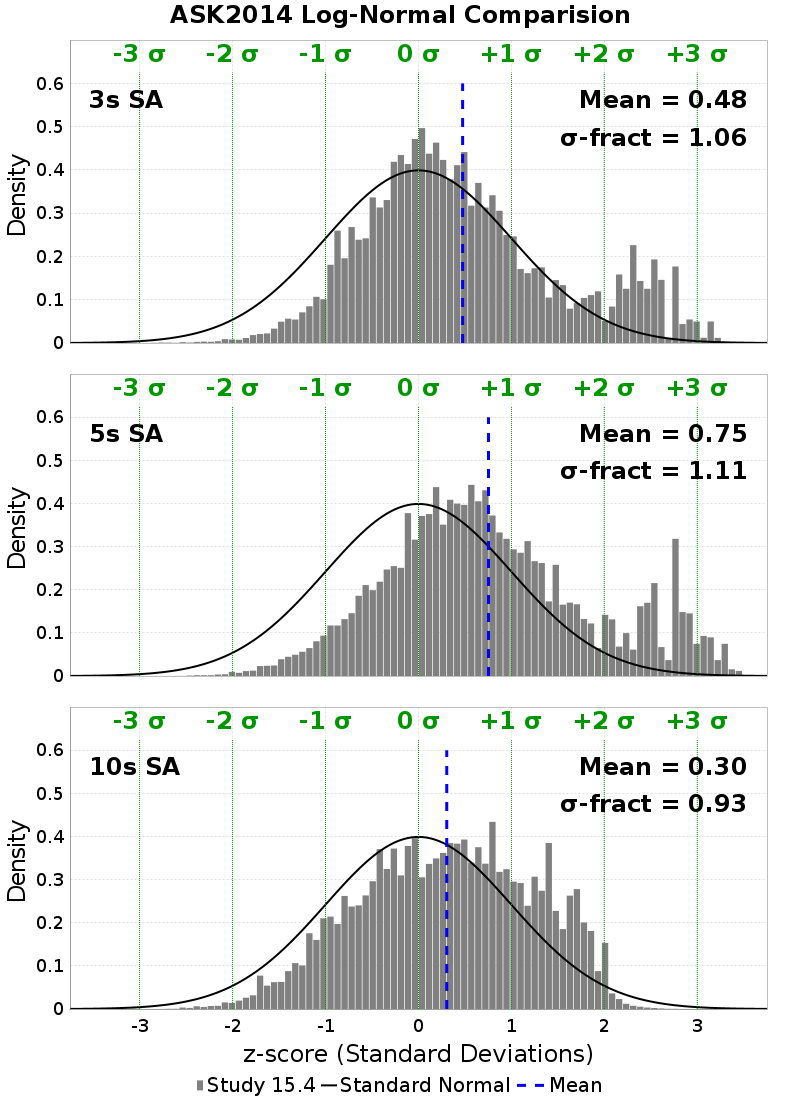 ASK2014 Log-Normal Comparision
-3 σ -2 σ -1 σ 0 σ +1 σ +2 σ +3 σ
0.6
3s SA Mean = 0.48
0.5
σ-fract = 1.06
0.4
0.3
0.2
0.1
0
Density
-3 σ -2 σ -1 σ 0 σ +1 σ +2 σ +3 σ
0.6
5s SA Mean = 0.75
0.5
σ-fract = 1.11
0.4
0.3
0.2
0.1
0
Density
-3 σ -2 σ -1 σ 0 σ +1 σ +2 σ +3 σ
0.6
10s SA Mean = 0.30
0.5
σ-fract = 0.93
0.4
0.3
0.2
0.1
0
Density
-3 -2 -1 0 1 2 3
z-score (Standard Deviations)
Study 15.4 Standard Normal Mean